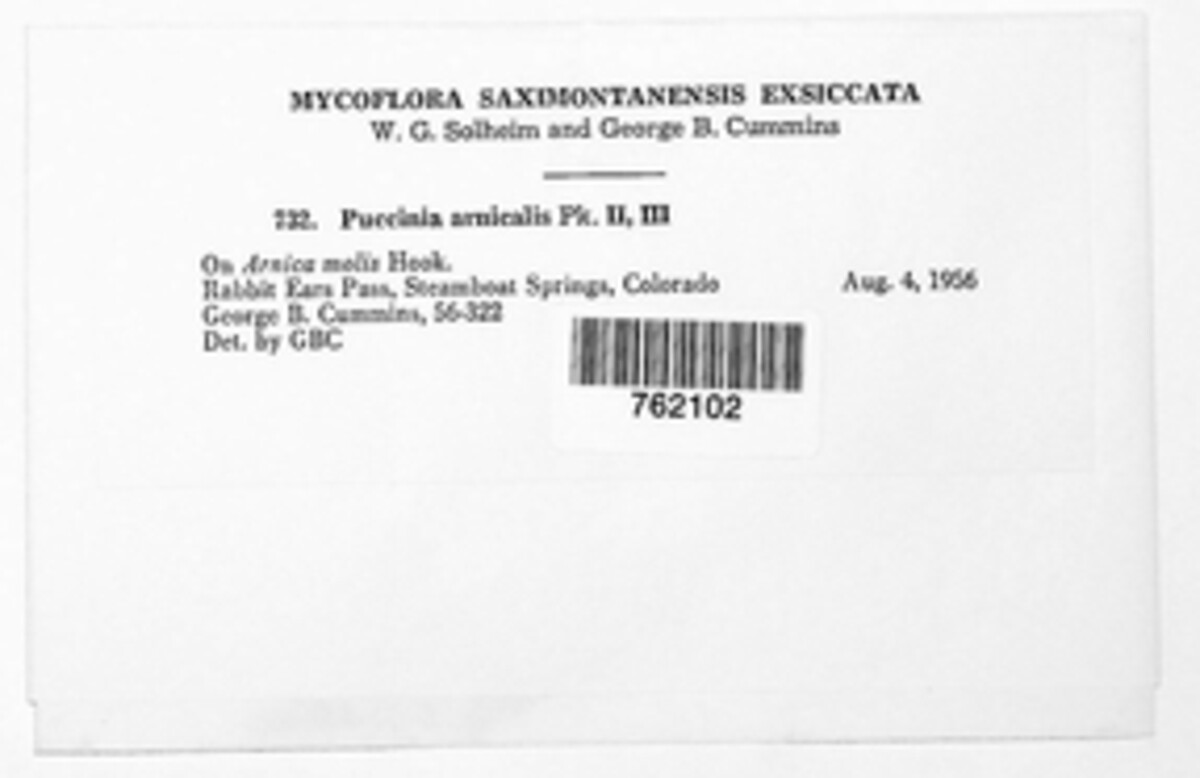 MYCOFLORA SAXIMONTANENSIS EXSICCATA
W. G. Solheim and George B. Cummins
732. Puccinia arnicalis Pk. II, III
On Arnica molis Hook.
Rabbit Ears Pass, Steamboat Springs, Colorado Aug. 4, 1956
George B. Cummins, 56-322
Det. by GBC
762102